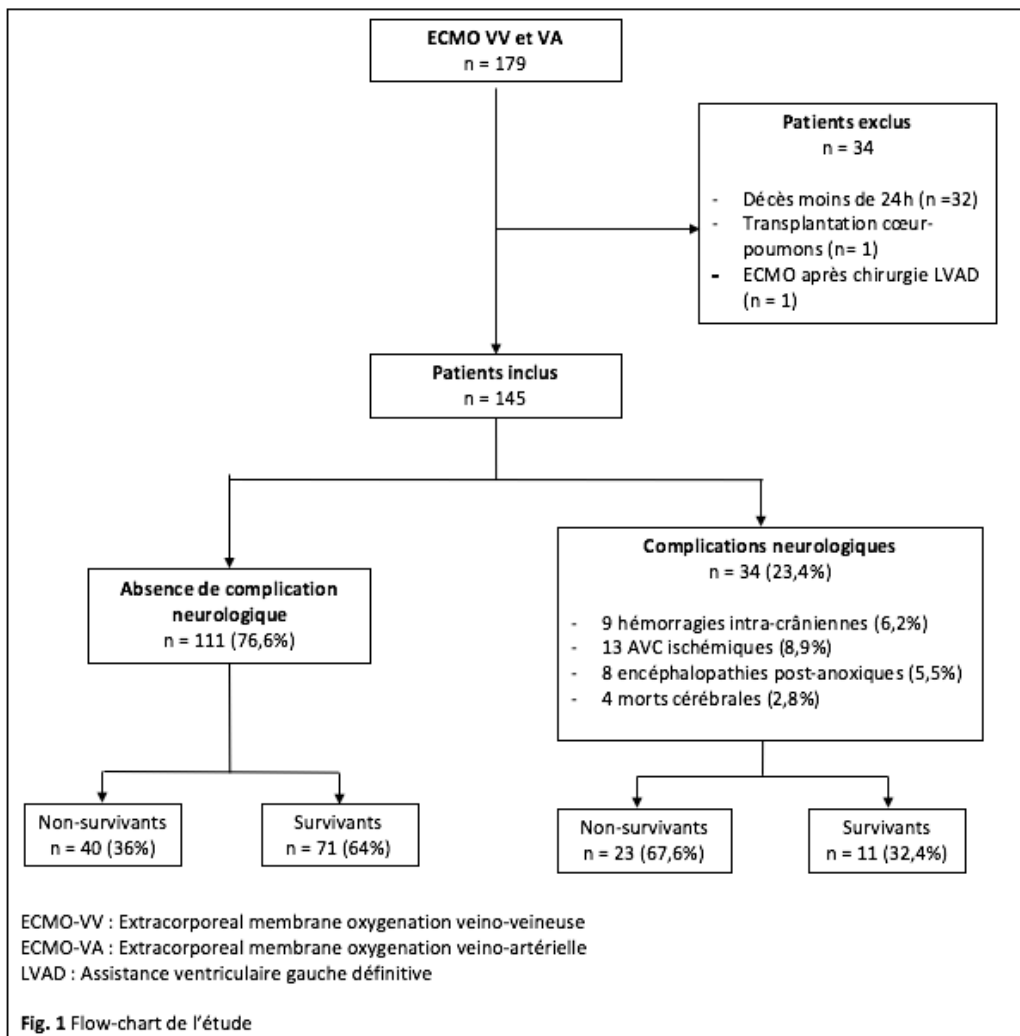 ECMO VV et VA
n = 179
Patients exclus
n = 34
- Décès moins de 24h (n =32)
- Transplantation cœur-
poumons (n= 1)
- ECMO après chirurgie LVAD
(n = 1)
Patients inclus
n = 145
Absence de complication
neurologique
n = 111 (76,6%)
Complications neurologiques
n = 34 (23,4%)
- 9 hémorragies intra-crâniennes (6,2%)
- 13 AVC ischémiques (8,9%)
- 8 encéphalopathies post-anoxiques (5,5%)
- 4 morts cérébrales (2,8%)
Non-survivants
n = 40 (36%)
Survivants
n = 71 (64%)
Non-survivants
n = 23 (67,6%)
Survivants
n = 11 (32,4%)
ECMO-VV : Extracorporeal membrane oxygenation veino-veineuse
ECMO-VA : Extracorporeal membrane oxygenation veino-artérielle
LVAD : Assistance ventriculaire gauche définitive
Fig. 1 Flow-chart de l'étude